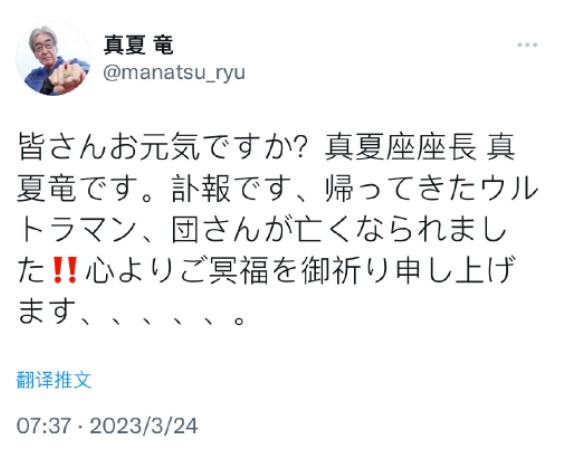 真夏 竜
@manatsu_ryu
皆さんお元気ですか？真夏座座長 真
夏竜です。訃報です、帰ってきたウル
トラマン、団さんが亡くなられまし
た‼️心よりご冥福を御祈り申し上げ
ます、、、、、、。
翻译推文
07:37 · 2023/3/24